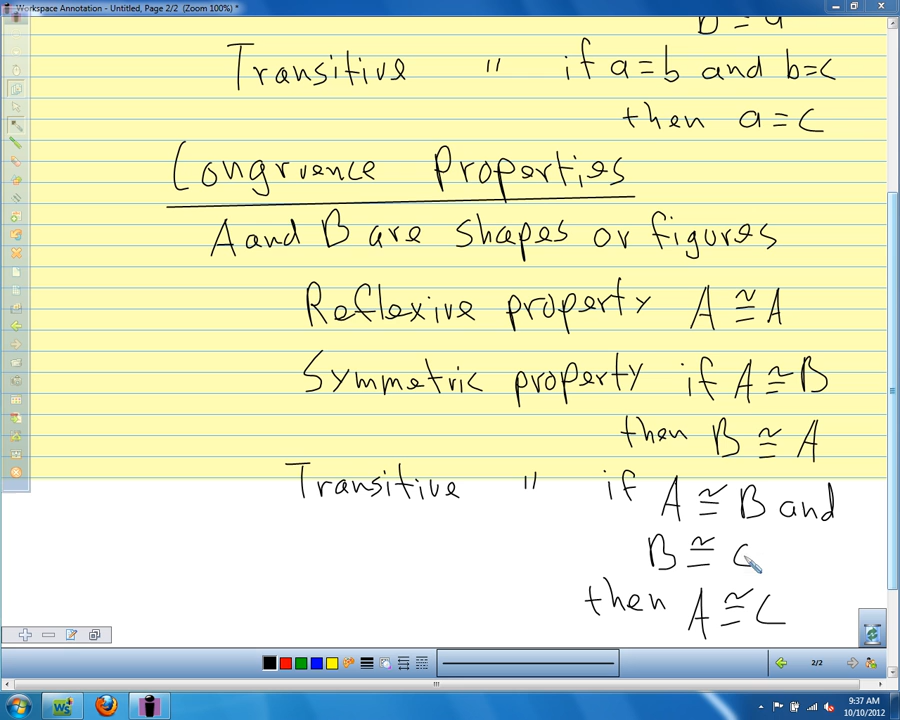 Workspace Annotation - Untitled, Page 2/2 (Zoom 100%) *
B = a
Transitive " if a = b and b = c
then a = c
Congruence Properties
A and B are shapes or figures
Reflexive property A ≅ A
Symmetric property if A ≅ B
then B ≅ A
Transitive " if A ≅ B and
B ≅ C
then A ≅ C
2/2
9:37 AM
10/10/2012